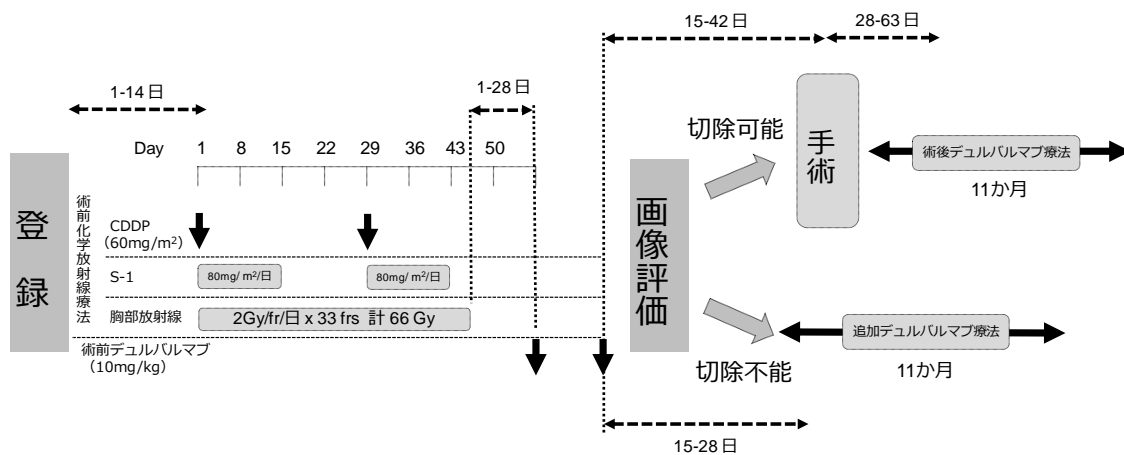 15-42日
28-63日
1-14日
1-28日
Day 1 8 15 22 29 36 43 50
登録
術前化学放射線療法
CDDP
(60mg/m²)
S-1
80mg/ m²/日
80mg/ m²/日
胸部放射線
2Gy/fr/日 x 33 frs 計 66 Gy
術前デュルバルマブ
(10mg/kg)
画像評価
切除可能
手術
術後デュルバルマブ療法
11か月
切除不能
追加デュルバルマブ療法
11か月
15-28日